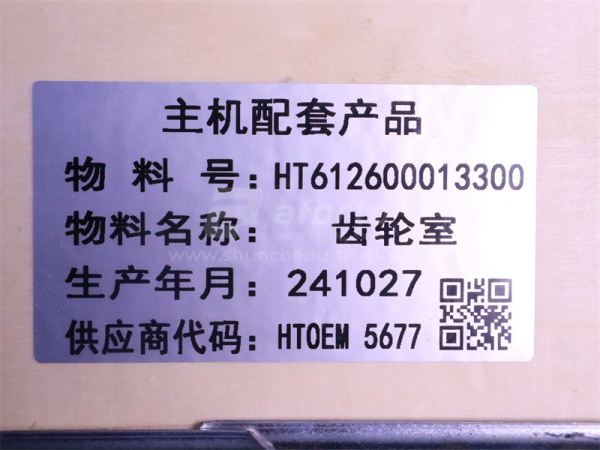 主机配套产品
物 料 号：HT612600013300
物料名称： 齿轮室
生产年月：241027
供应商代码：HTOEM 5677